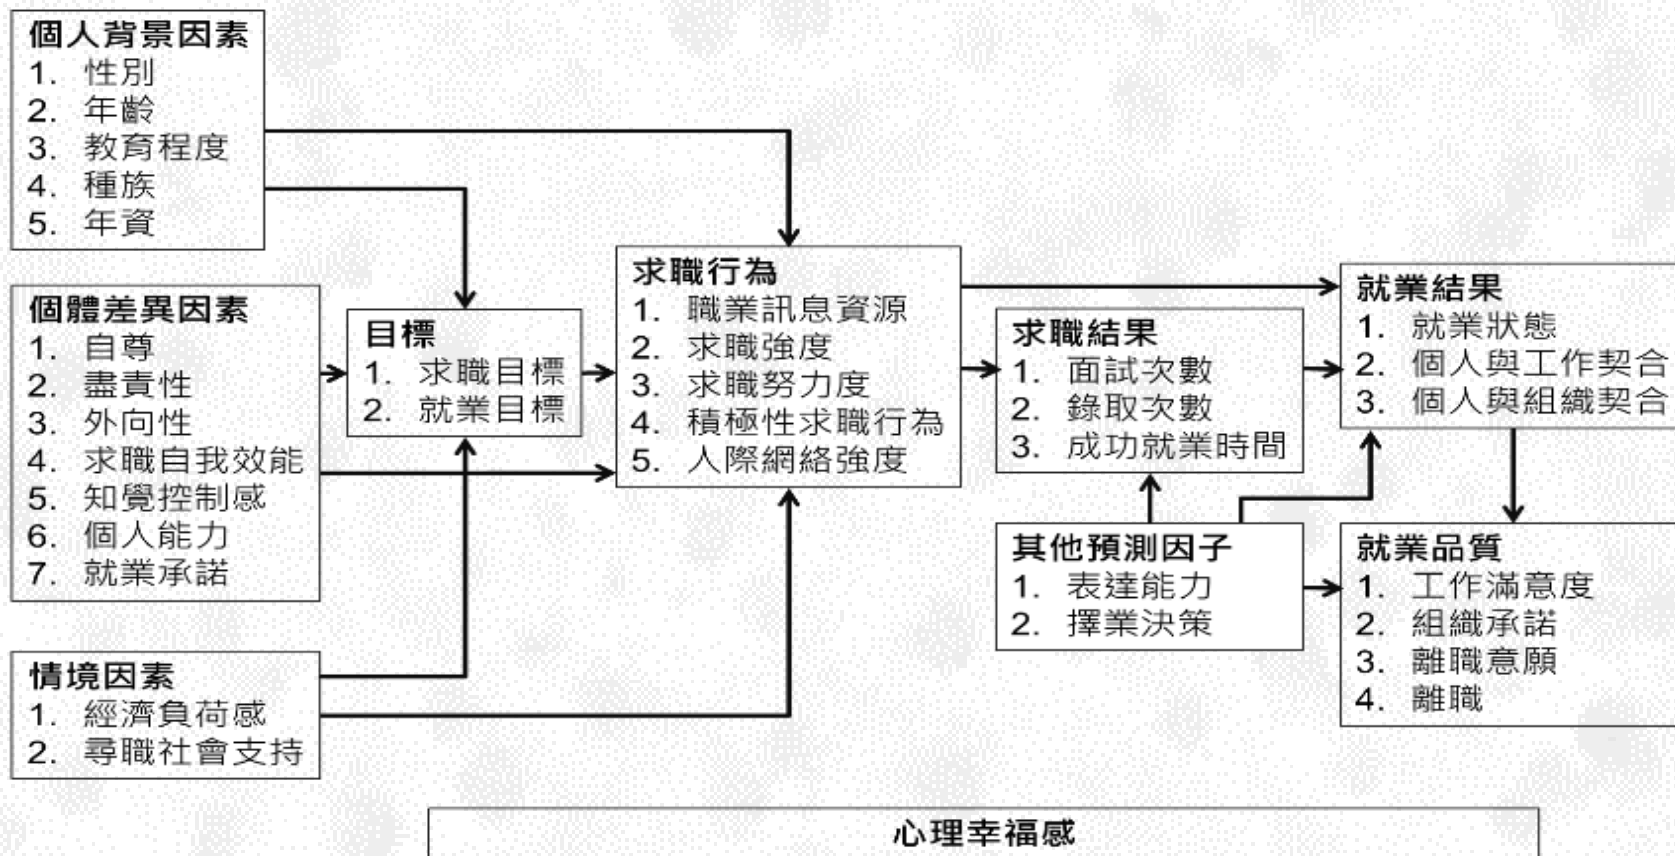 個人背景因素
1. 性別
2. 年齡
3. 教育程度
4. 種族
5. 年資
個體差異因素
1. 自尊
2. 盡責性
3. 外向性
4. 求職自我效能
5. 知覺控制感
6. 個人能力
7. 就業承諾
情境因素
1. 經濟負荷感
2. 尋職社會支持
目標
1. 求職目標
2. 就業目標
求職行為
1. 職業訊息資源
2. 求職強度
3. 求職努力度
4. 積極性求職行為
5. 人際網絡強度
求職結果
1. 面試次數
2. 錄取次數
3. 成功就業時間
其他預測因子
1. 表達能力
2. 擇業決策
就業結果
1. 就業狀態
2. 個人與工作契合
3. 個人與組織契合
就業品質
1. 工作滿意度
2. 組織承諾
3. 離職意願
4. 離職
心理幸福感